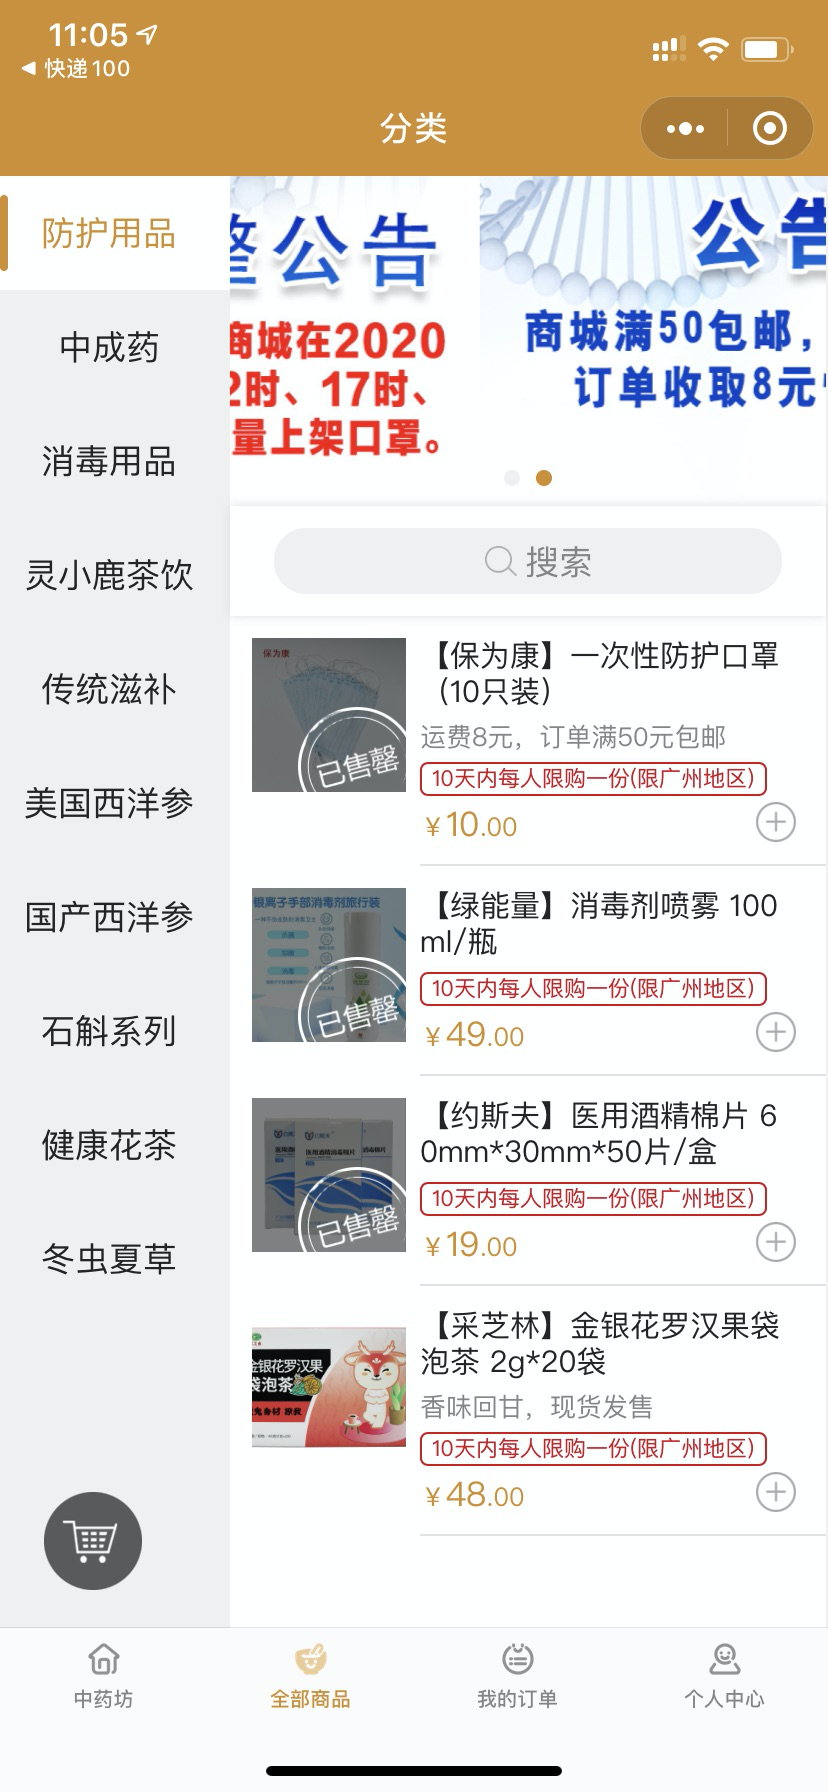 11:05
快递100
分类
防护用品
中成药
消毒用品
灵小鹿茶饮
传统滋补
美国西洋参
国产西洋参
石斛系列
健康花茶
冬虫夏草
整公告
商城在2020
2时、17时、
量上架口罩。
公告
商城满50包邮，
订单收取8元
搜索
保为康
已售罄
【保为康】一次性防护口罩
（10只装）
运费8元，订单满50元包邮
10天内每人限购一份(限广州地区)
￥10.00
银离子手部消毒剂旅行装
已售罄
【绿能量】消毒剂喷雾 100
ml/瓶
10天内每人限购一份(限广州地区)
￥49.00
医用酒精消毒棉片
已售罄
【约斯夫】医用酒精棉片 6
0mm*30mm*50片/盒
10天内每人限购一份(限广州地区)
￥19.00
金银花罗汉果
袋泡茶
【采芝林】金银花罗汉果袋
泡茶 2g*20袋
香味回甘，现货发售
10天内每人限购一份(限广州地区)
￥48.00
中药坊
全部商品
我的订单
个人中心